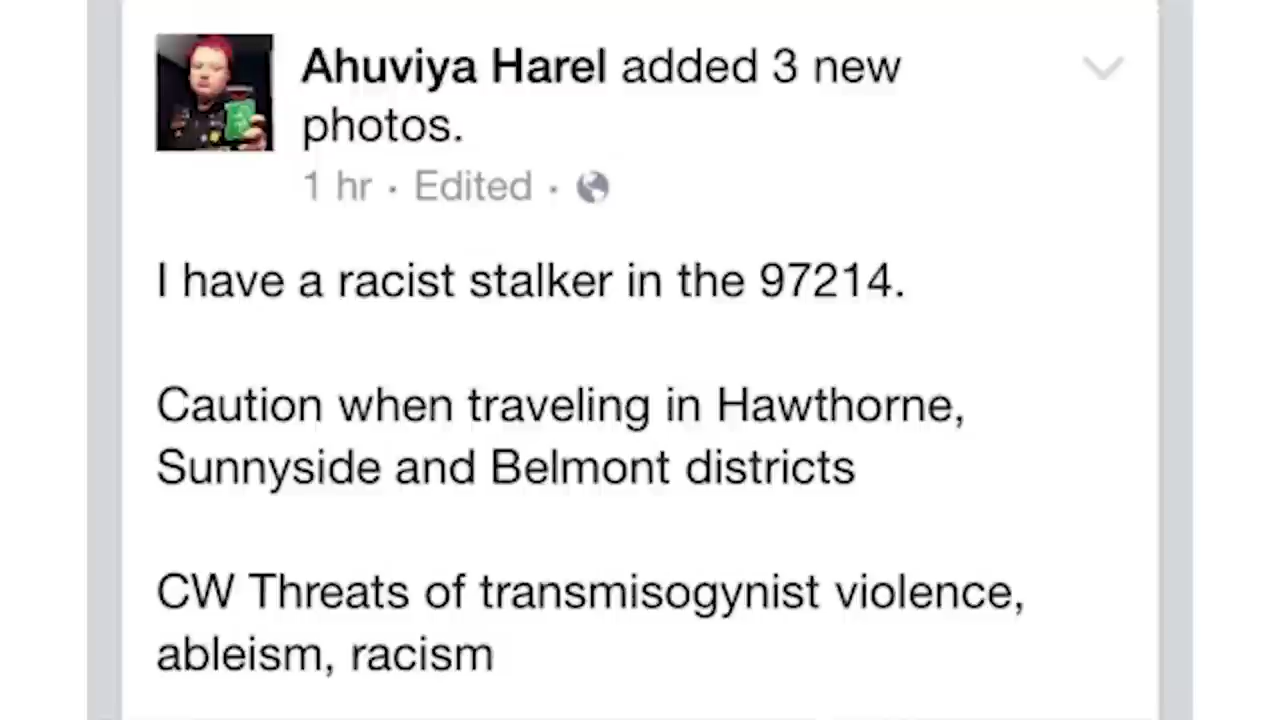 Ahuviya Harel added 3 new
photos.
1 hr · Edited ·
I have a racist stalker in the 97214.
Caution when traveling in Hawthorne,
Sunnyside and Belmont districts
CW Threats of transmisogynist violence,
ableism, racism